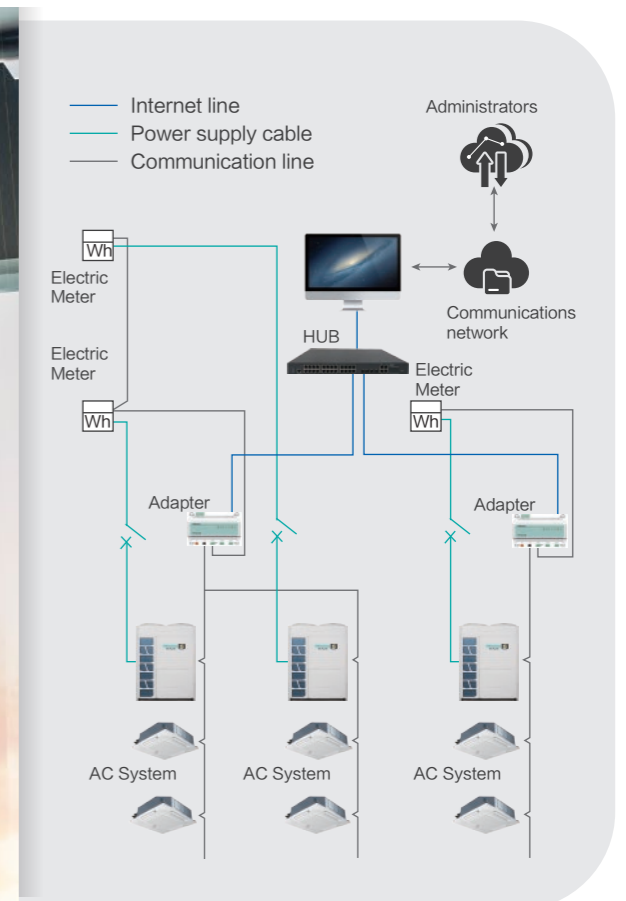 Internet line
Power supply cable
Communication line
Administrators
Wh
Electric
Meter
Communications
network
HUB
Electric
Meter
Wh
Electric
Meter
Wh
Adapter
Adapter
AC System
AC System
AC System